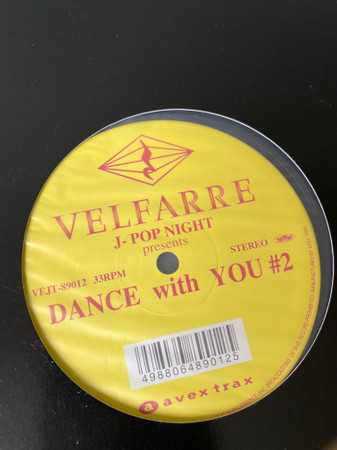 VELFARRE
J- POP NIGHT
presents
VEJT-89012 33RPM
STEREO
DANCE with YOU #2
4988064890125
a avex trax